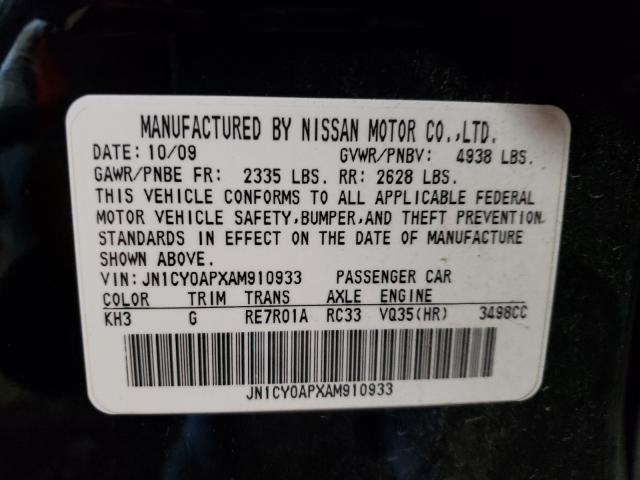 MANUFACTURED BY NISSAN MOTOR CO.,LTD.
DATE: 10/09 GVWR/PNBV: 4938 LBS.
GAWR/PNBE FR: 2335 LBS. RR: 2628 LBS.
THIS VEHICLE CONFORMS TO ALL APPLICABLE FEDERAL
MOTOR VEHICLE SAFETY,BUMPER,AND THEFT PREVENTION
STANDARDS IN EFFECT ON THE DATE OF MANUFACTURE
SHOWN ABOVE.
VIN:JN1CY0APXAM910933 PASSENGER CAR
COLOR TRIM TRANS AXLE ENGINE
KH3 G RE7R01A RC33 VQ35(HR) 3498CC
JN1CY0APXAM910933